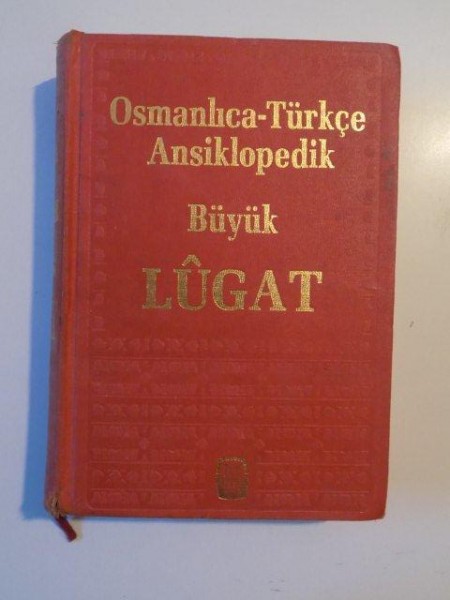 Osmanlıca-Türkçe
Ansiklopedik
Büyük
LÛGAT